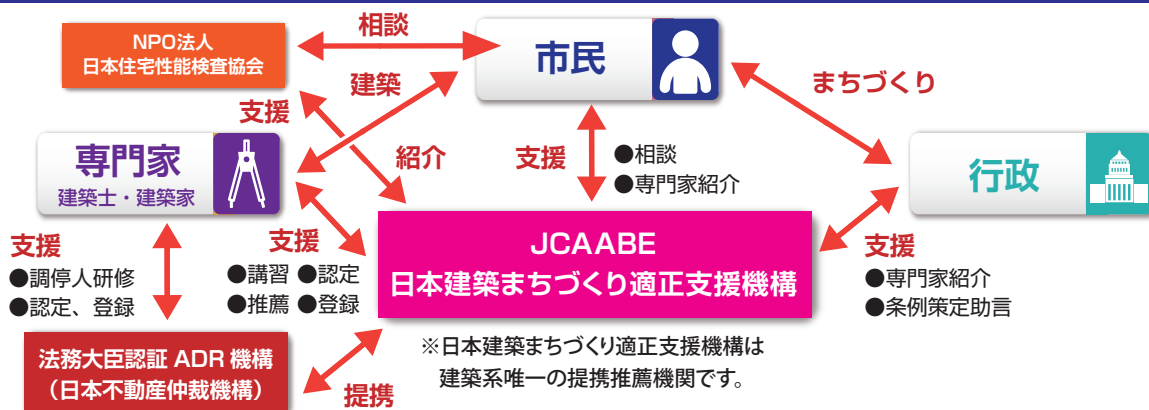 NPO法人
日本住宅性能検査協会
相談
市民
建築
まちづくり
支援
専門家
建築士・建築家
紹介
支援
●相談
●専門家紹介
行政
支援
●調停人研修
●認定、登録
支援
●講習 ●認定
●推薦 ●登録
JCAABE
日本建築まちづくり適正支援機構
支援
●専門家紹介
●条例策定助言
法務大臣認証 ADR 機構
（日本不動産仲裁機構）
提携
※日本建築まちづくり適正支援機構は
建築系唯一の提携推薦機関です。